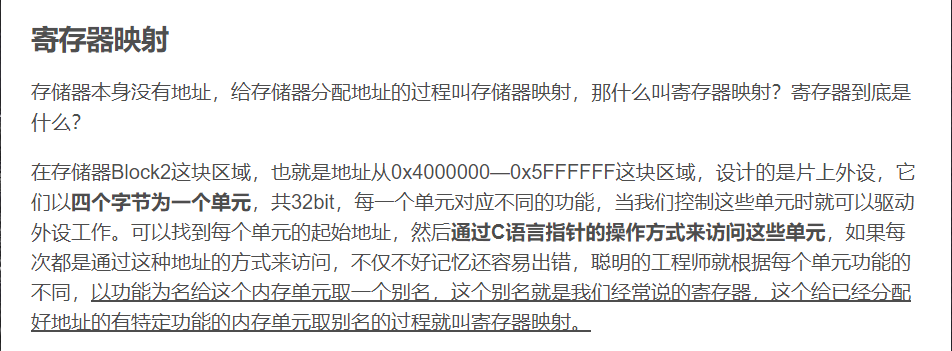 寄存器映射
存储器本身没有地址，给存储器分配地址的过程叫存储器映射，那什么叫寄存器映射？寄存器到底是
什么？
在存储器Block2这块区域，也就是地址从0x4000000—0x5FFFFFF这块区域，设计的是片上外设，它
们以四个字节为一个单元，共32bit，每一个单元对应不同的功能，当我们控制这些单元时就可以驱动
外设工作。可以找到每个单元的起始地址，然后通过C语言指针的操作方式来访问这些单元，如果每
次都是通过这种地址的方式来访问，不仅不好记忆还容易出错，聪明的工程师就根据每个单元功能的
不同，以功能为名给这个内存单元取一个别名，这个别名就是我们经常说的寄存器，这个给已经分配
好地址的有特定功能的内存单元取别名的过程就叫寄存器映射。